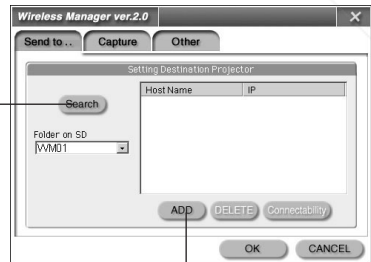 Wireless Manager ver.2.0
Send to . . Capture Other
Setting Destination Projector
Host Name IP
Search
Folder on SD
WM01
ADD DELETE Connectability
OK CANCEL